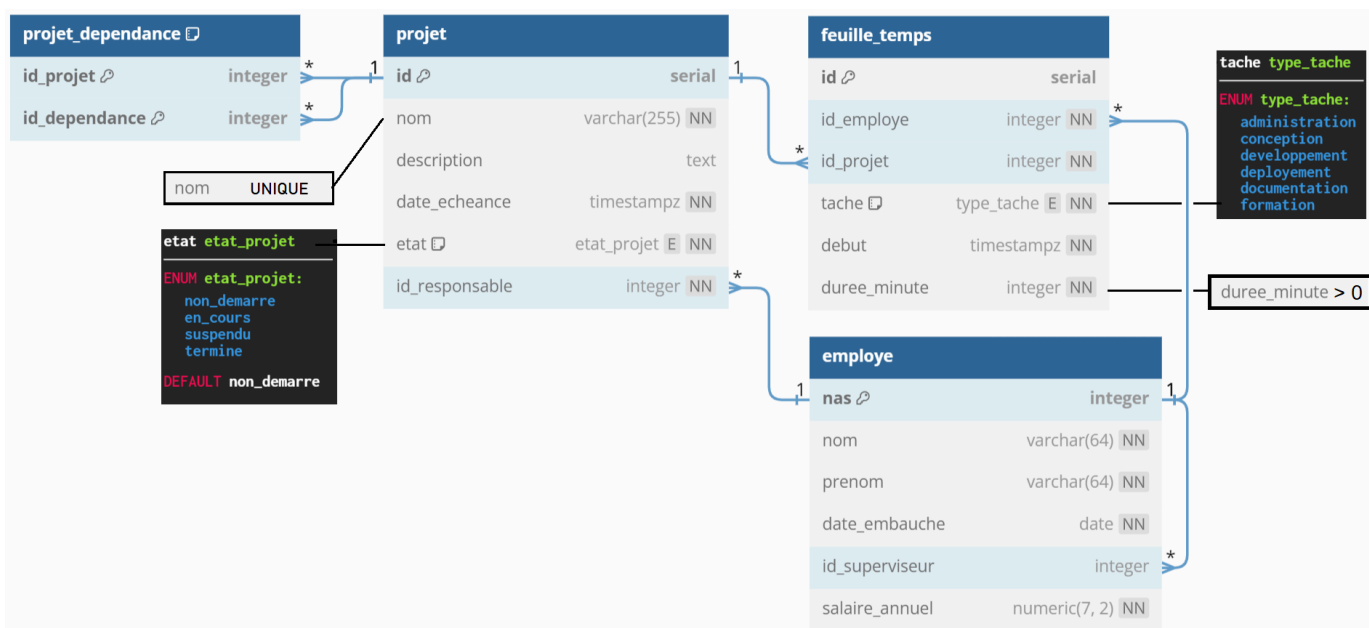 projet_dependance
id_projet integer
id_dependance integer
*
*
1
projet
id serial
nom varchar(255) NN
description text
date_echeance timestampz NN
etat etat_projet E NN
id_responsable integer NN
1
*
nom UNIQUE
etat etat_projet
ENUM etat_projet:
non_demarre
en_cours
suspendu
termine
DEFAULT non_demarre
feuille_temps
id serial
id_employe integer NN
id_projet integer NN
tache type_tache E NN
debut timestampz NN
duree_minute integer NN
*
*
tache type_tache
ENUM type_tache:
administration
conception
developpement
deployement
documentation
formation
duree_minute > 0
employe
nas integer
nom varchar(64) NN
prenom varchar(64) NN
date_embauche date NN
id_superviseur integer
salaire_annuel numeric(7, 2) NN
1
1
*